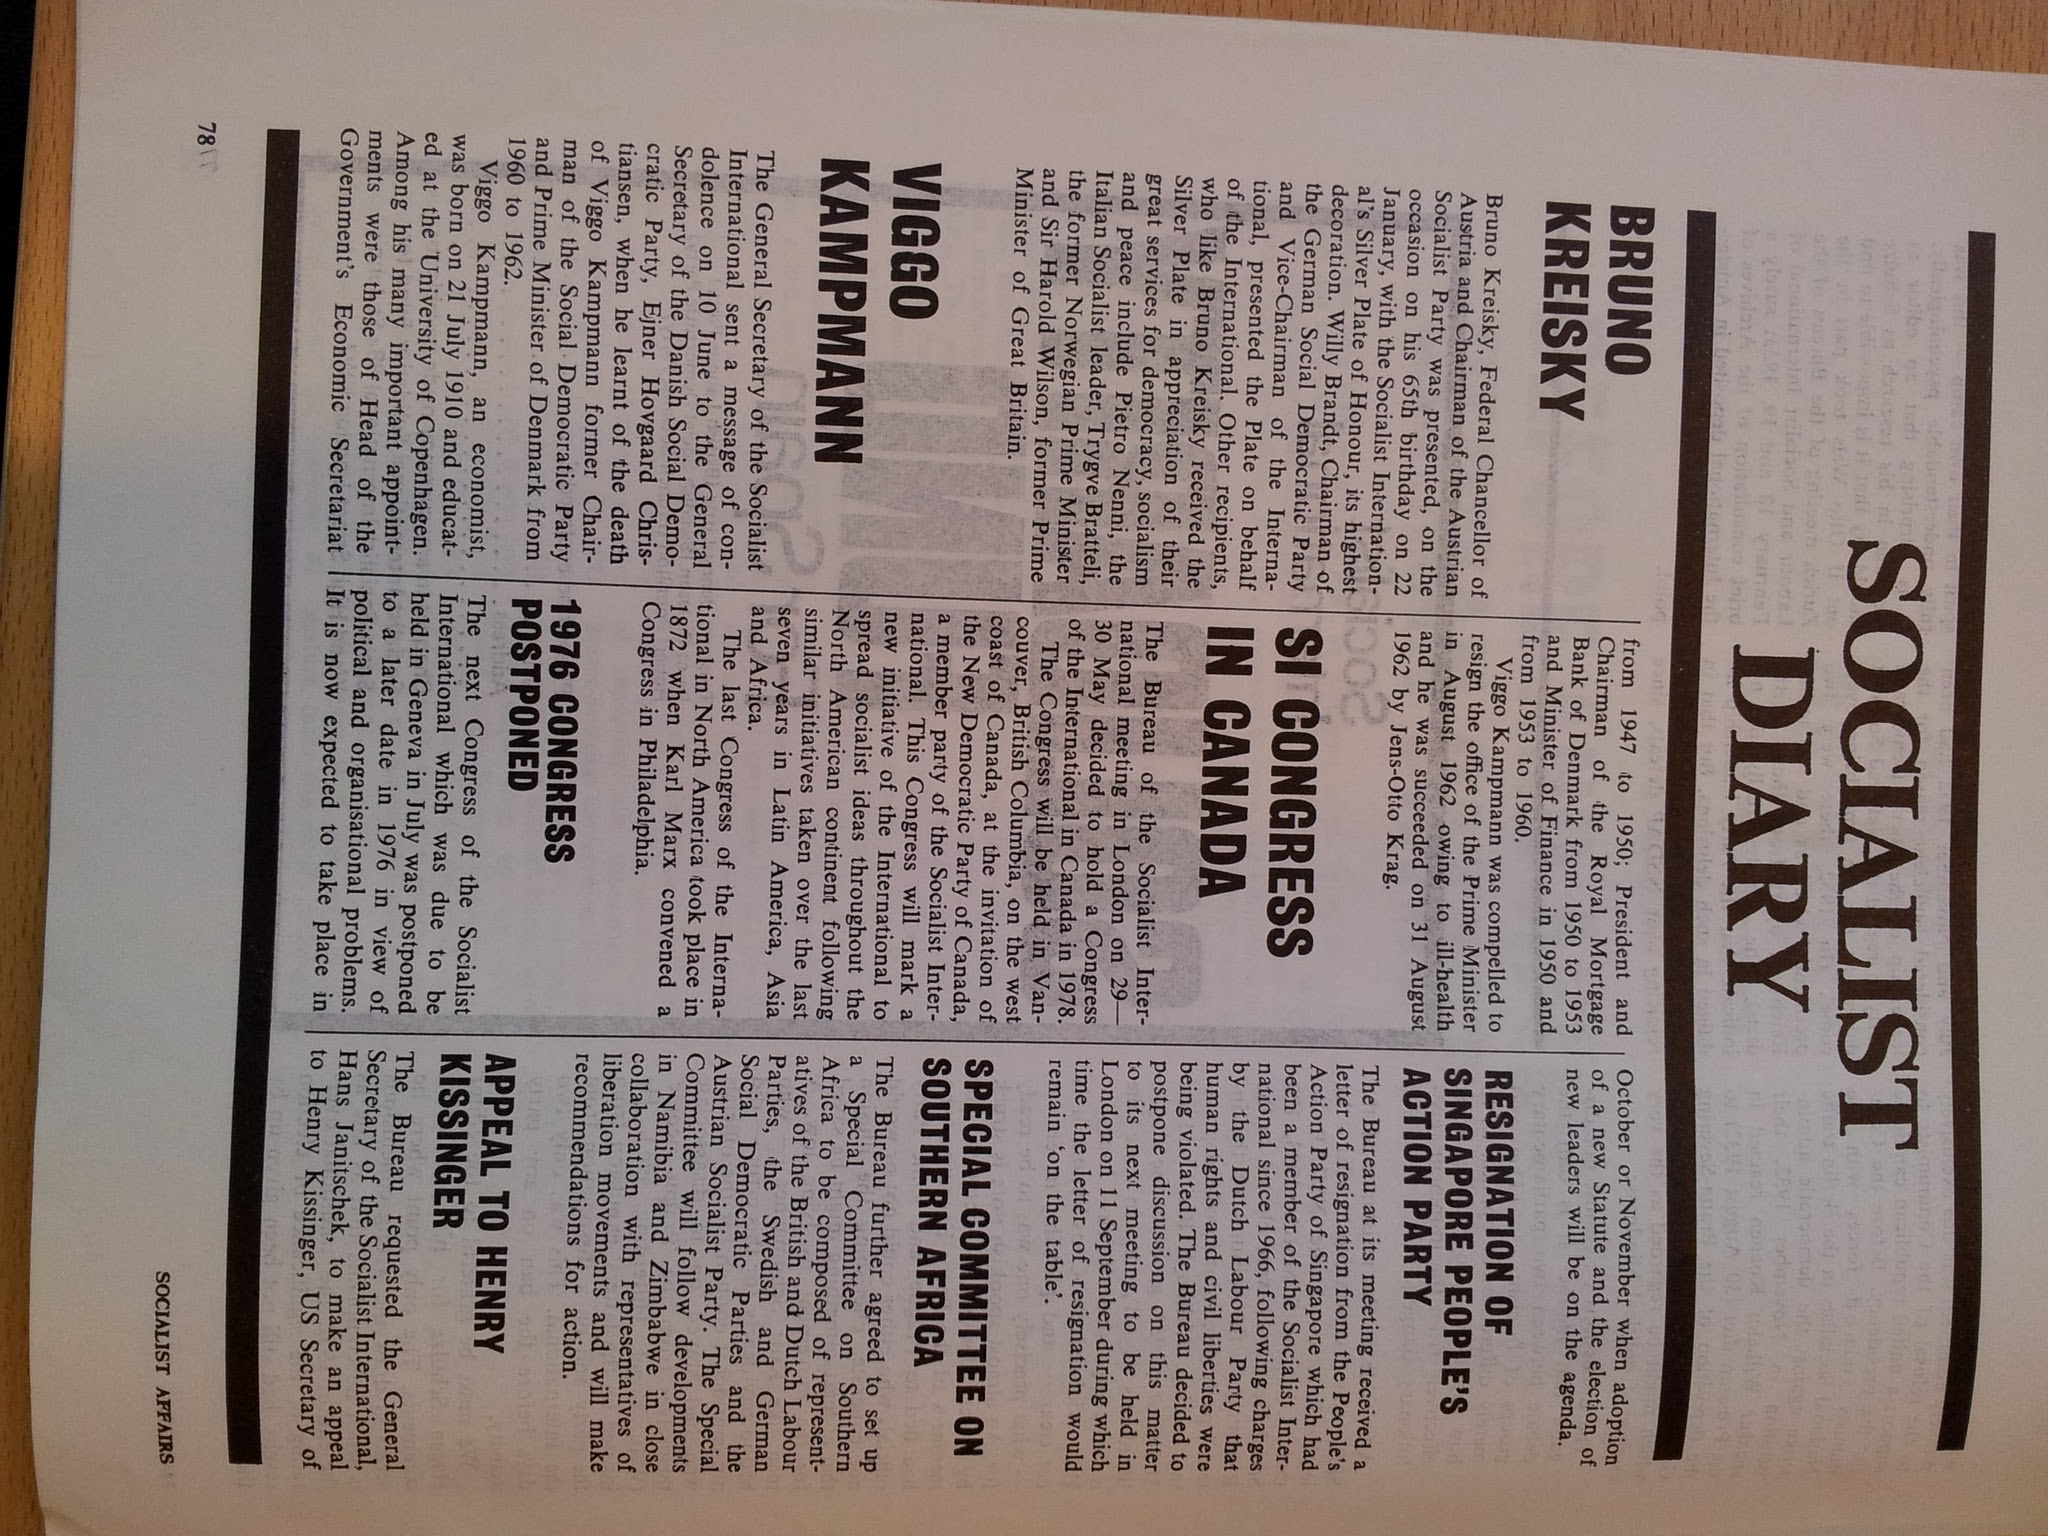 SOCIALIST
DIARY
BRUNO
KREISKY
Bruno Kreisky, Federal Chancellor of
Austria and Chairman of the Austrian
Socialist Party was presented, on the
occasion on his 65th birthday on 22
January, with the Socialist Internation-
al's Silver Plate of Honour, its highest
decoration. Willy Brandt, Chairman of
the German Social Democratic Party
and Vice-Chairman of the Interna-
tional, presented the Plate on behalf
of the International. Other recipients,
who like Bruno Kreisky received the
Silver Plate in appreciation of their
great services for democracy, socialism
and peace include Pietro Nenni, the
Italian Socialist leader, Trygve Bratteli,
the former Norwegian Prime Minister
and Sir Harold Wilson, former Prime
Minister of Great Britain.
VIGGO
KAMPMANN
The General Secretary of the Socialist
International sent a message of con-
dolence on 10 June to the General
Secretary of the Danish Social Demo-
cratic Party, Ejner Hovgaard Chris-
tiansen, when he learnt of the death
of Viggo Kampmann former Chair-
man of the Social Democratic Party
and Prime Minister of Denmark from
1960 to 1962.
Viggo Kampmann, an economist,
was born on 21 July 1910 and educat-
ed at the University of Copenhagen.
Among his many important appoint-
ments were those of Head of the
Government's Economic Secretariat
from 1947 to 1950; President and
Chairman of the Royal Mortgage
Bank of Denmark from 1950 to 1953
and Minister of Finance in 1950 and
from 1953 to 1960.
Viggo Kampmann was compelled to
resign the office of the Prime Minister
in August 1962 owing to ill-health
and he was succeeded on 31 August
1962 by Jens-Otto Krag.
SI CONGRESS
IN CANADA
The Bureau of the Socialist Inter-
national meeting in London on 29—
30 May decided to hold a Congress
of the International in Canada in 1978.
The Congress will be held in Van-
couver, British Columbia, on the west
coast of Canada, at the invitation of
the New Democratic Party of Canada,
a member party of the Socialist Inter-
national. This Congress will mark a
new initiative of the International to
spread socialist ideas throughout the
North American continent following
similar initiatives taken over the last
seven years in Latin America, Asia
and Africa.
The last Congress of the Interna-
tional in North America took place in
1872 when Karl Marx convened a
Congress in Philadelphia.
1976 CONGRESS
POSTPONED
The next Congress of the Socialist
International which was due to be
held in Geneva in July was postponed
to a later date in 1976 in view of
political and organisational problems.
It is now expected to take place in
October or November when adoption
of a new Statute and the election of
new leaders will be on the agenda.
RESIGNATION OF
SINGAPORE PEOPLE'S
ACTION PARTY
The Bureau at its meeting received a
letter of resignation from the People's
Action Party of Singapore which had
been a member of the Socialist Inter-
national since 1966, following charges
by the Dutch Labour Party that
human rights and civil liberties were
being violated. The Bureau decided to
postpone discussion on this matter
to its next meeting to be held in
London on 11 September during which
time the letter of resignation would
remain 'on the table'.
SPECIAL COMMITTEE ON
SOUTHERN AFRICA
The Bureau further agreed to set up
a Special Committee on Southern
Africa to be composed of represent-
atives of the British and Dutch Labour
Parties, the Swedish and German
Social Democratic Parties and the
Austrian Socialist Party. The Special
Committee will follow developments
in Namibia and Zimbabwe in close
collaboration with representatives of
liberation movements and will make
recommendations for action.
APPEAL TO HENRY
KISSINGER
The Bureau requested the General
Secretary of the Socialist International,
Hans Janitschek, to make an appeal
to Henry Kissinger, US Secretary of
78
SOCIALIST AFFAIRS